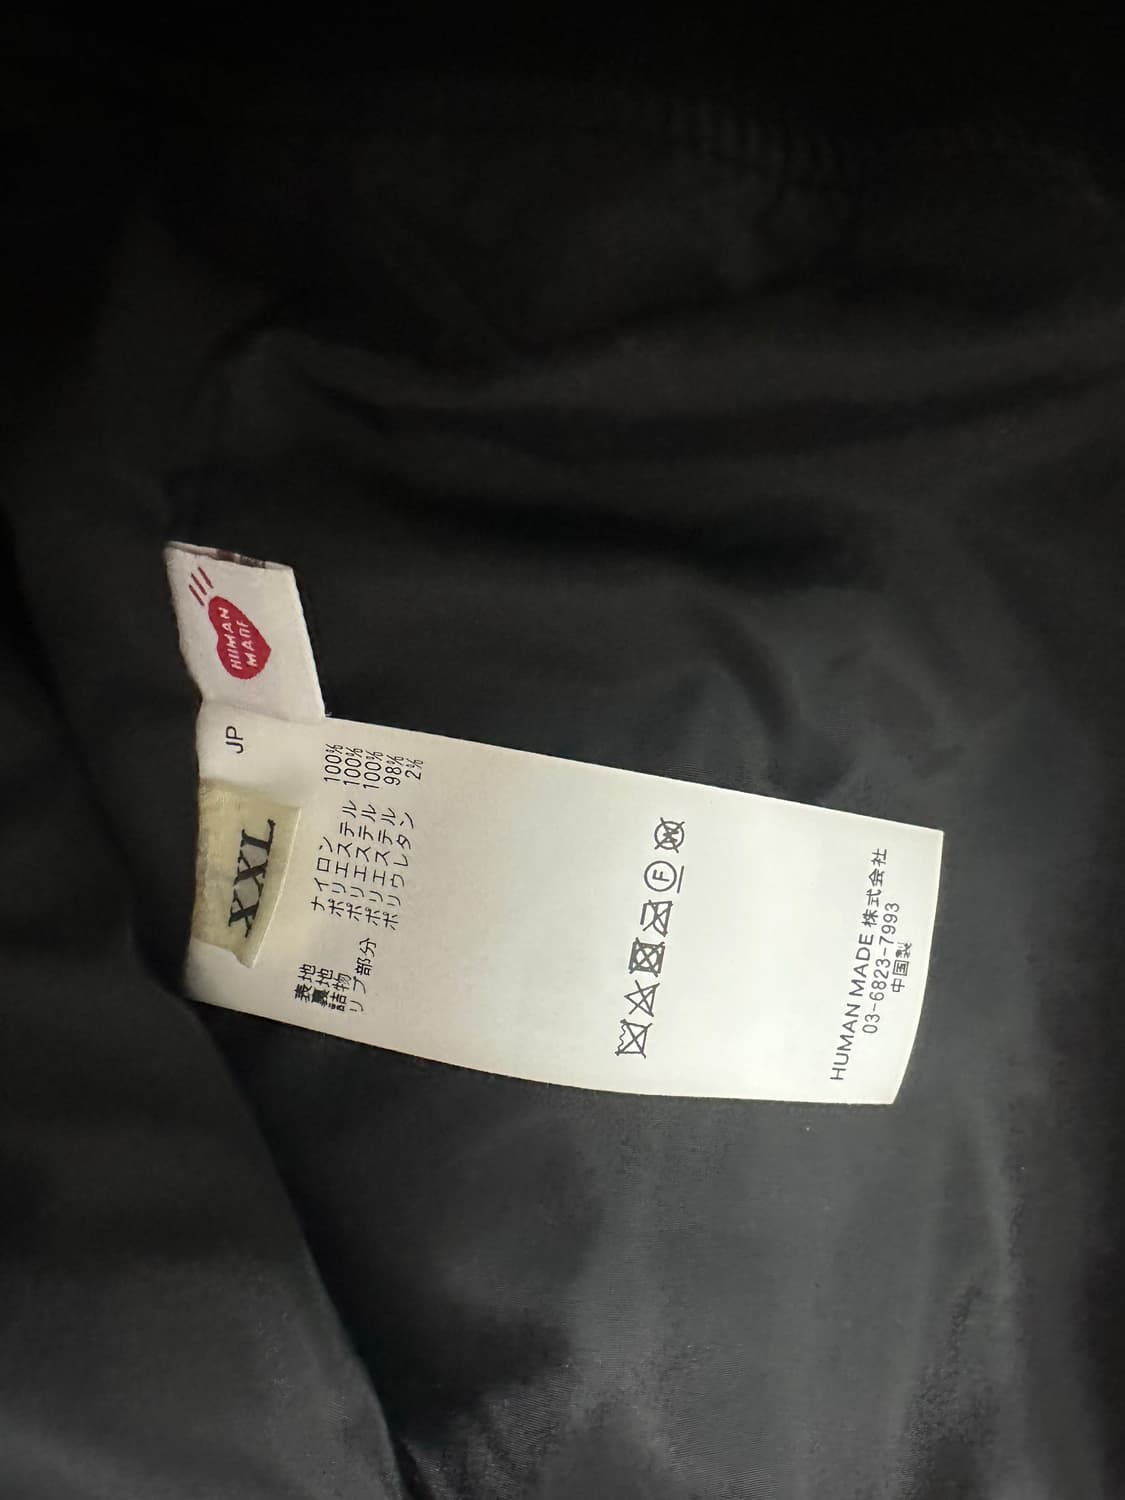 HUMAN
MADE
JP
XXL
表地 ナイロン 100%
裏地 ポリエステル 100%
詰物 ポリエステル 100%
リブ部分 ポリエステル 98%
ポリウレタン 2%
F
W
HUMAN MADE 株式会社
03-6823-7993
中国製